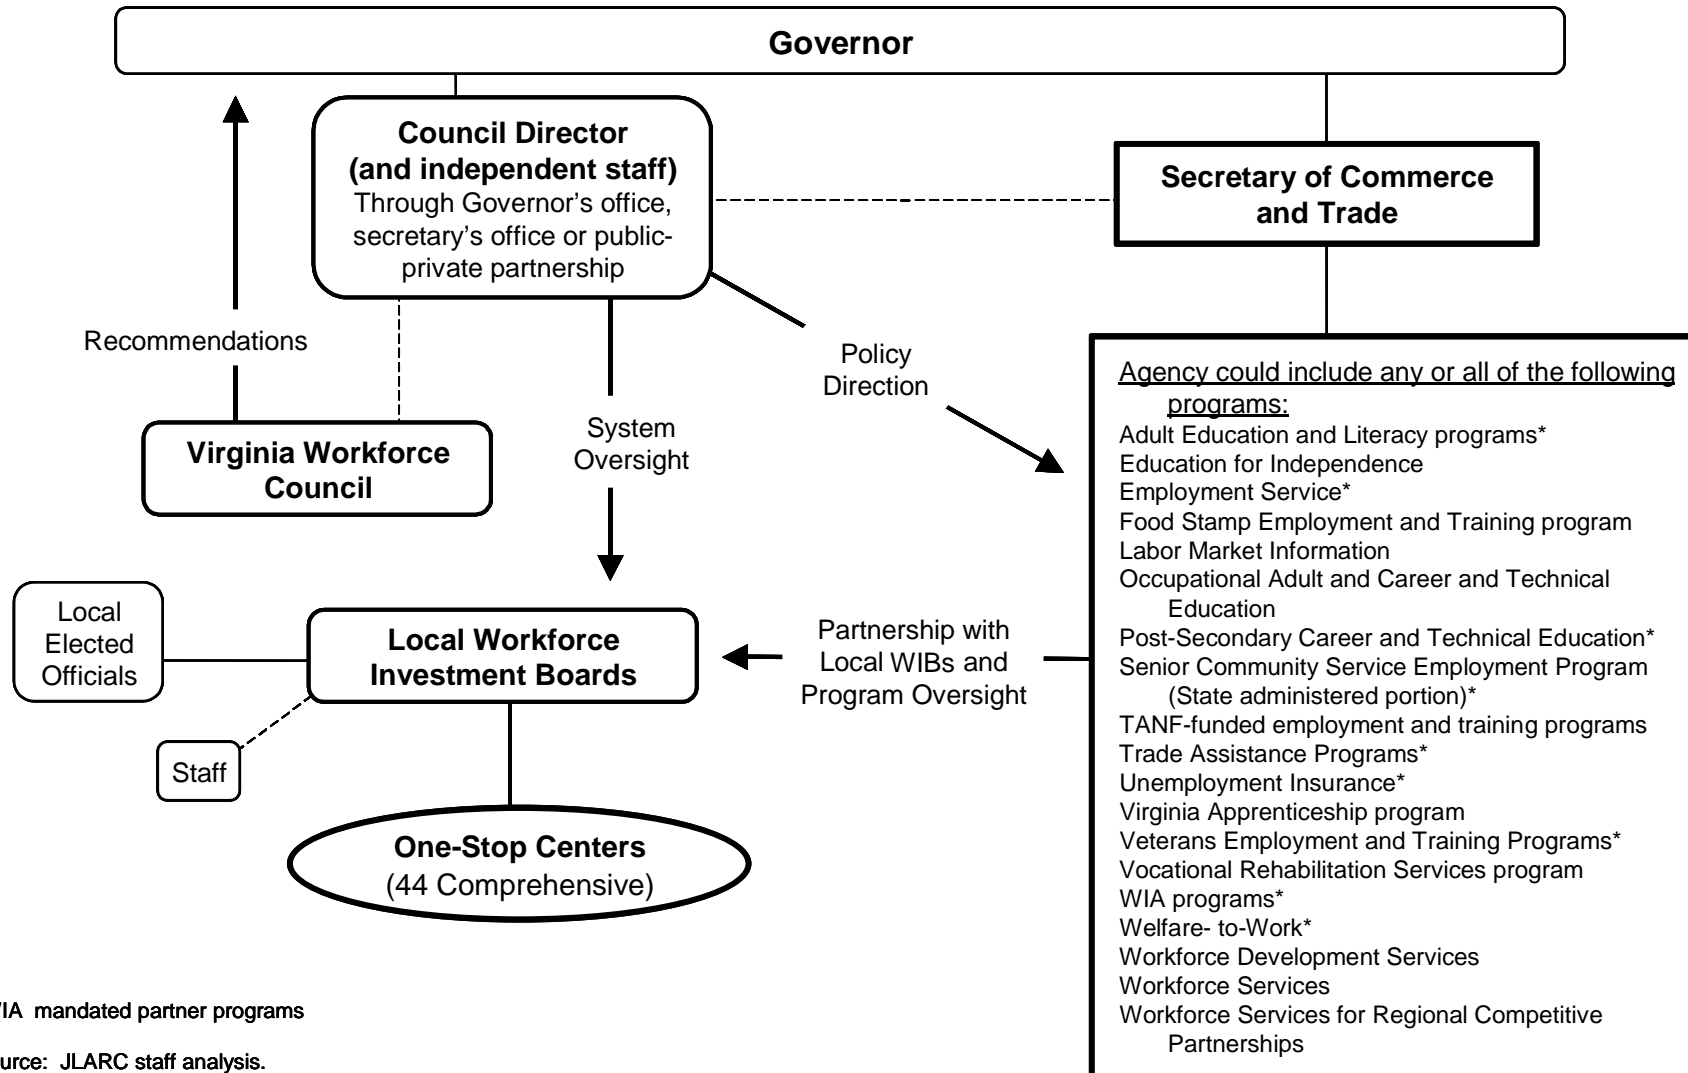 Governor
Council Director
(and independent staff)
Through Governor's office,
secretary's office or public-
private partnership
Secretary of Commerce
and Trade
Recommendations
Policy
Direction
System
Oversight
Virginia Workforce
Council
Agency could include any or all of the following
programs:
Adult Education and Literacy programs*
Education for Independence
Employment Service*
Food Stamp Employment and Training program
Labor Market Information
Occupational Adult and Career and Technical
Education
Post-Secondary Career and Technical Education*
Senior Community Service Employment Program
(State administered portion)*
TANF-funded employment and training programs
Trade Assistance Programs*
Unemployment Insurance*
Virginia Apprenticeship program
Veterans Employment and Training Programs*
Vocational Rehabilitation Services program
WIA programs*
Welfare- to-Work*
Workforce Development Services
Workforce Services
Workforce Services for Regional Competitive
Partnerships
Local
Elected
Officials
Local Workforce
Investment Boards
Partnership with
Local WIBs and
Program Oversight
Staff
One-Stop Centers
(44 Comprehensive)
mandated partner programs
JLARC staff analysis.